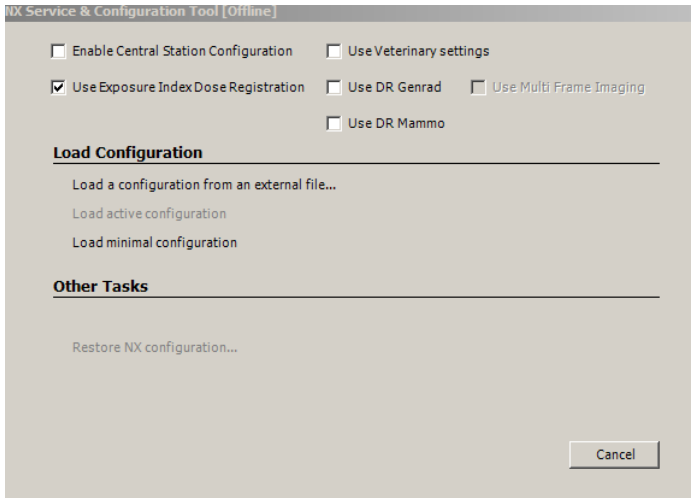 NX Service & Configuration Tool [Offline]
Enable Central Station Configuration Use Veterinary settings
Use Exposure Index Dose Registration Use DR Genrad Use Multi Frame Imaging
Use DR Mammo
Load Configuration
Load a configuration from an external file...
Load active configuration
Load minimal configuration
Other Tasks
Restore NX configuration...
Cancel